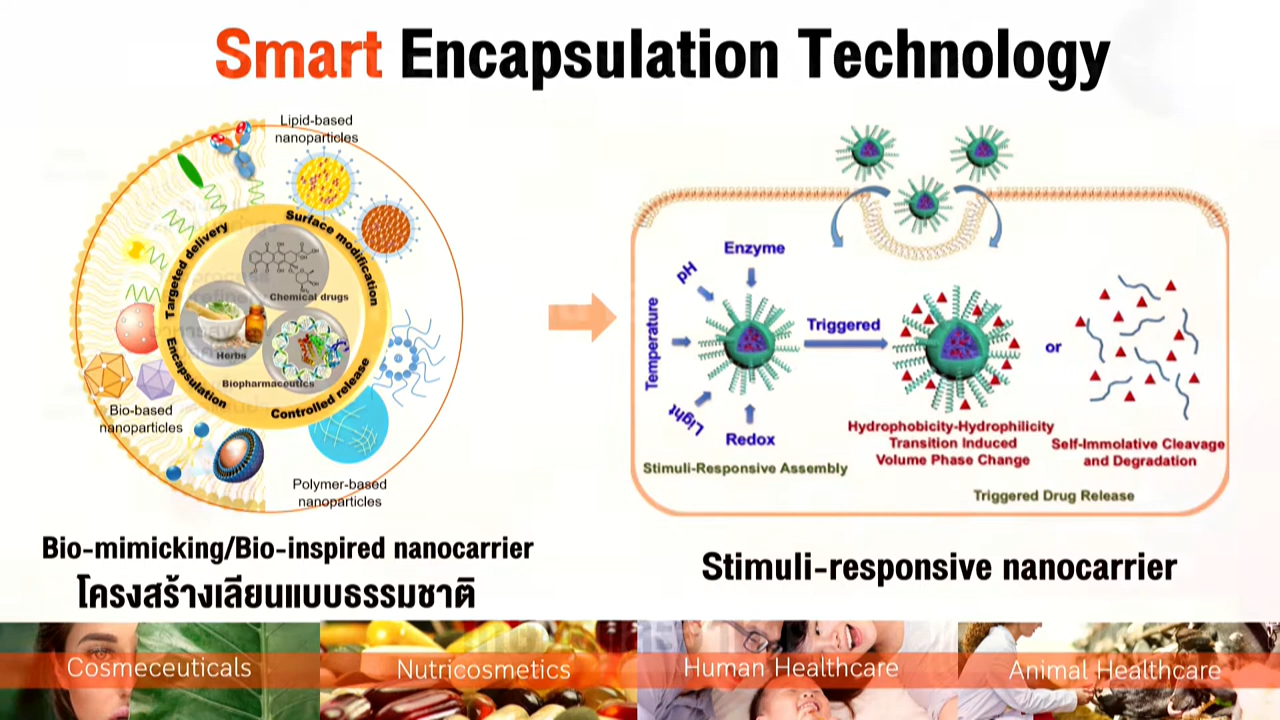 Smart Encapsulation Technology
Lipid-based
nanoparticles
Surface modification
Targeted delivery
Chemical drugs
Herbs
Biopharmaceutics
Encapsulation
Controlled release
Bio-based
nanoparticles
Polymer-based
nanoparticles
Bio-mimicking/Bio-inspired nanocarrier
โครงสร้างเลียนแบบธรรมชาติ
Enzyme
pH
Temperature
Light
Redox
Stimuli-Responsive Assembly
Triggered
or
Hydrophobicity-Hydrophilicity
Transition Induced
Volume Phase Change
Self-Immolative Cleavage
and Degradation
Triggered Drug Release
Stimuli-responsive nanocarrier
Cosmeceuticals
Nutricosmetics
Human Healthcare
Animal Healthcare